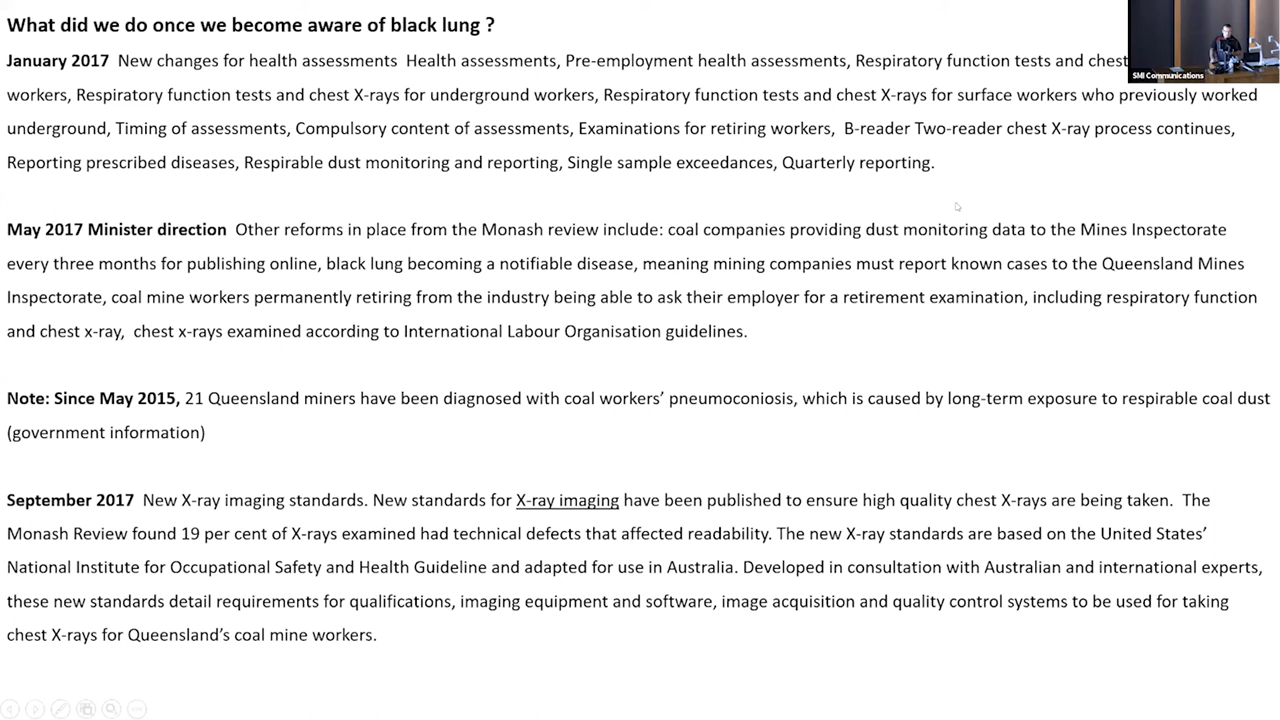 What did we do once we become aware of black lung ?
January 2017  New changes for health assessments  Health assessments, Pre-employment health assessments, Respiratory function tests and chest
SMI Communications
workers, Respiratory function tests and chest X-rays for underground workers, Respiratory function tests and chest X-rays for surface workers who previously worked
underground, Timing of assessments, Compulsory content of assessments, Examinations for retiring workers,  B-reader Two-reader chest X-ray process continues,
Reporting prescribed diseases, Respirable dust monitoring and reporting, Single sample exceedances, Quarterly reporting.
May 2017 Minister direction  Other reforms in place from the Monash review include: coal companies providing dust monitoring data to the Mines Inspectorate
every three months for publishing online, black lung becoming a notifiable disease, meaning mining companies must report known cases to the Queensland Mines
Inspectorate, coal mine workers permanently retiring from the industry being able to ask their employer for a retirement examination, including respiratory function
and chest x-ray,  chest x-rays examined according to International Labour Organisation guidelines.
Note: Since May 2015, 21 Queensland miners have been diagnosed with coal workers’ pneumoconiosis, which is caused by long-term exposure to respirable coal dust
(government information)
September 2017  New X-ray imaging standards. New standards for X-ray imaging have been published to ensure high quality chest X-rays are being taken.  The
Monash Review found 19 per cent of X-rays examined had technical defects that affected readability. The new X-ray standards are based on the United States’
National Institute for Occupational Safety and Health Guideline and adapted for use in Australia. Developed in consultation with Australian and international experts,
these new standards detail requirements for qualifications, imaging equipment and software, image acquisition and quality control systems to be used for taking
chest X-rays for Queensland’s coal mine workers.